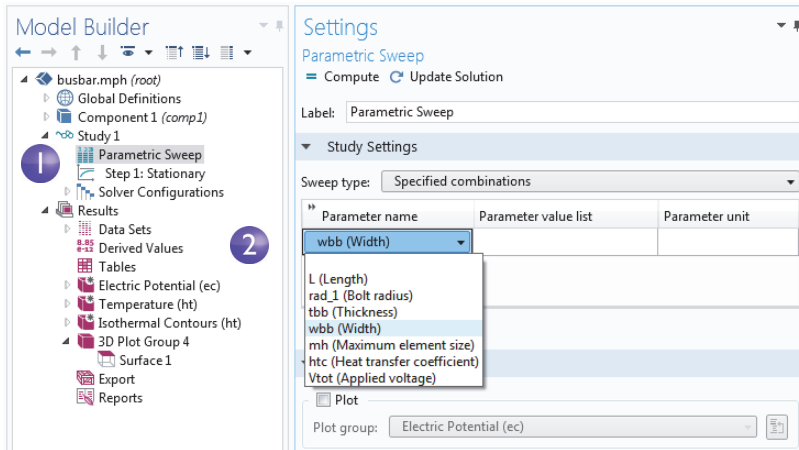 Model Builder
busbar.mph (root)
Global Definitions
Component 1 (comp1)
Study 1
1
Parametric Sweep
Step 1: Stationary
Solver Configurations
Results
Data Sets
8.85
e-12
Derived Values
2
Tables
Electric Potential (ec)
Temperature (ht)
Isothermal Contours (ht)
3D Plot Group 4
Surface 1
Export
Reports
Settings
Parametric Sweep
= Compute Update Solution
Label: Parametric Sweep
Study Settings
Sweep type: Specified combinations
Parameter name Parameter value list Parameter unit
wbb (Width)
L (Length)
rad_1 (Bolt radius)
tbb (Thickness)
wbb (Width)
mh (Maximum element size)
htc (Heat transfer coefficient)
Vtot (Applied voltage)
Plot
Plot group: Electric Potential (ec)